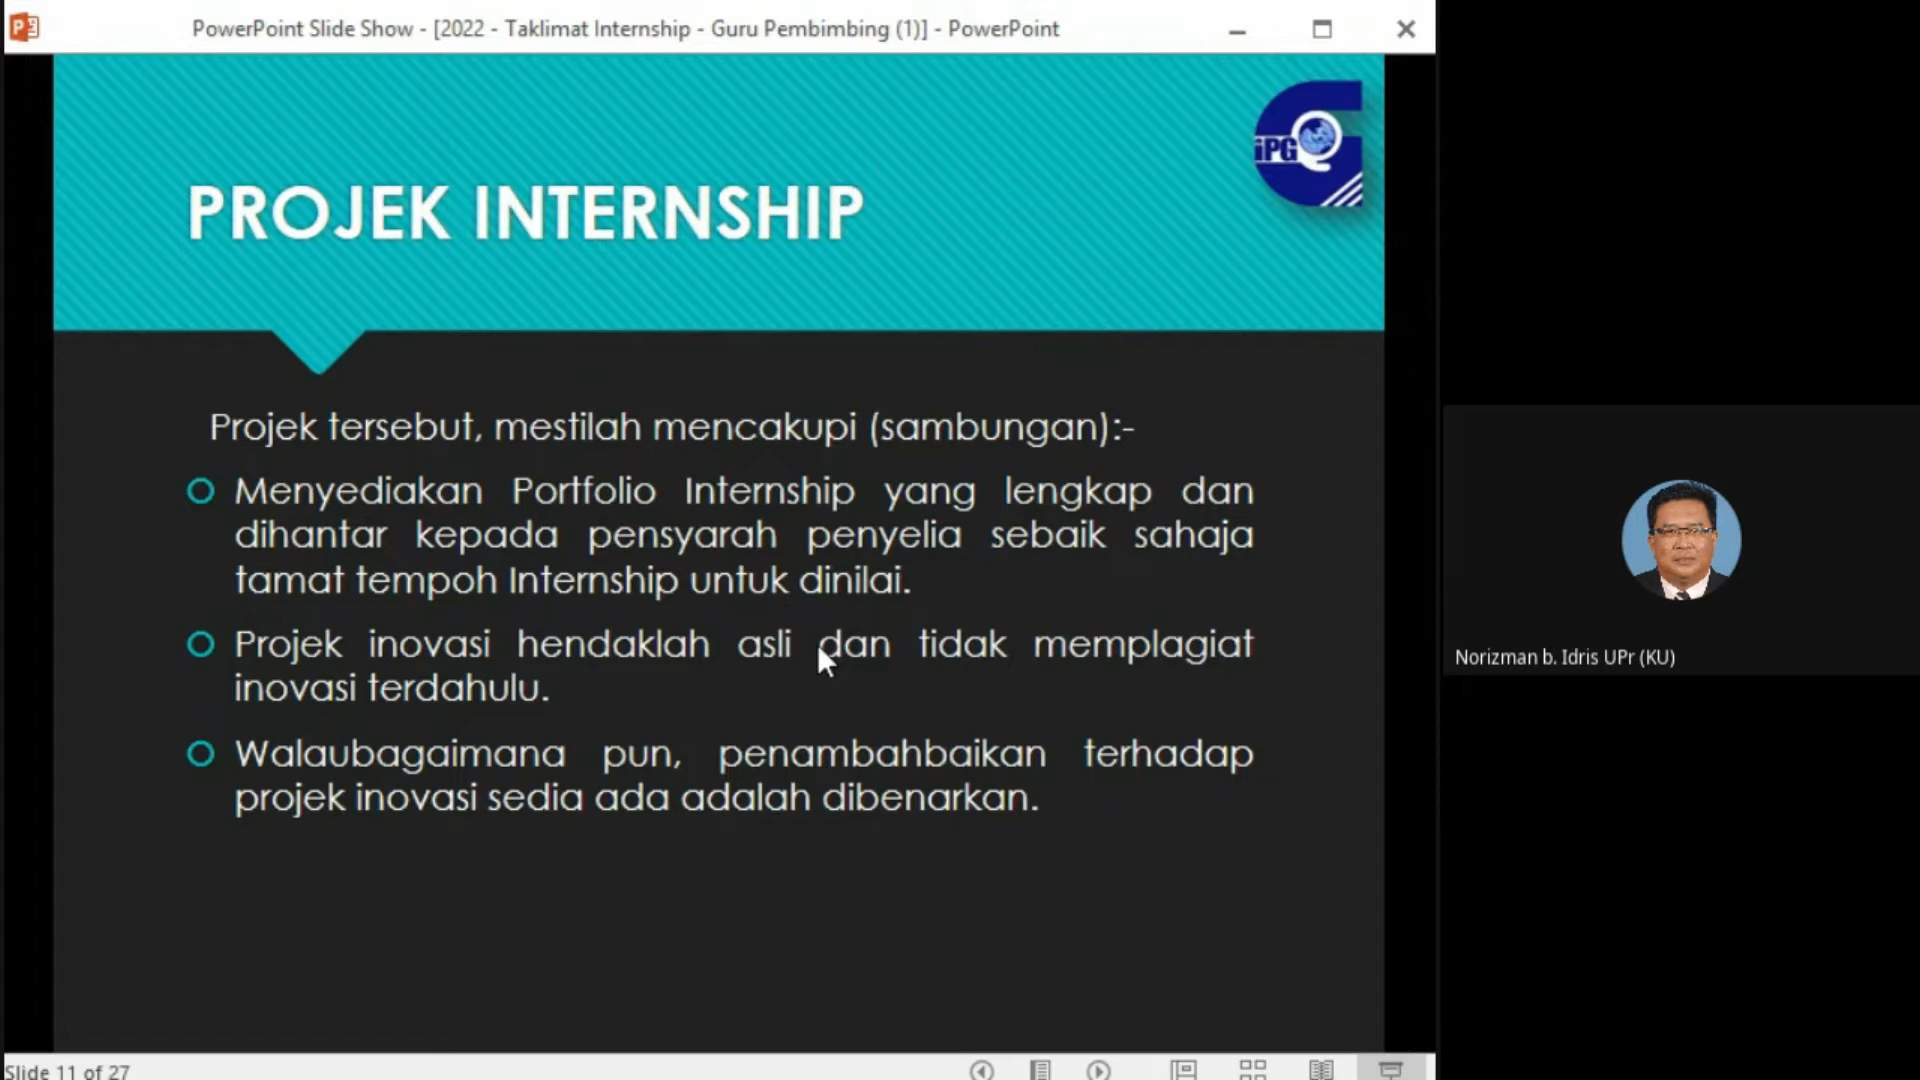 PowerPoint Slide Show - [2022 - Taklimat Internship - Guru Pembimbing (1)] - PowerPoint
iPG
PROJEK INTERNSHIP
Projek tersebut, mestilah mencakupi (sambungan):-
Menyediakan Portfolio Internship yang lengkap dan
dihantar kepada pensyarah penyelia sebaik sahaja
tamat tempoh Internship untuk dinilai.
Projek inovasi hendaklah asli dan tidak memplagiat
inovasi terdahulu.
Walaubagaimana pun, penambahbaikan terhadap
projek inovasi sedia ada adalah dibenarkan.
Norizman b. Idris UPr (KU)
Slide 11 of 27